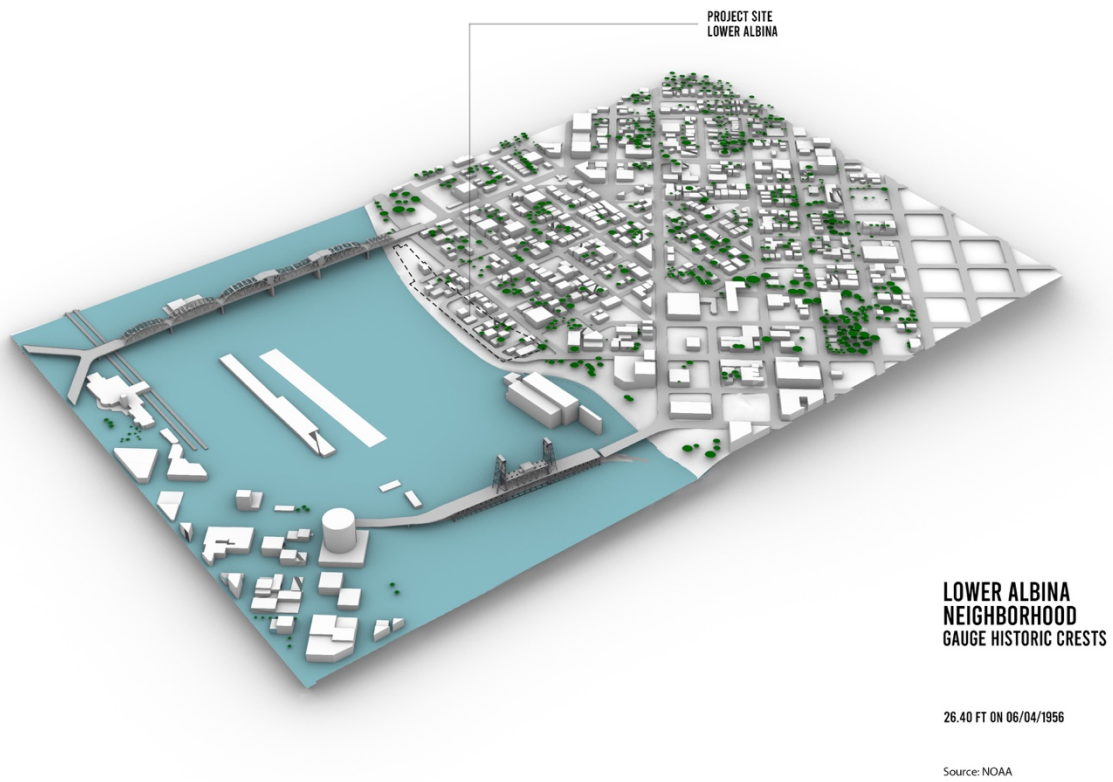 PROJECT SITE
LOWER ALBINA
LOWER ALBINA
NEIGHBORHOOD
GAUGE HISTORIC CRESTS
26.40 FT ON 06/04/1956
Source: NOAA